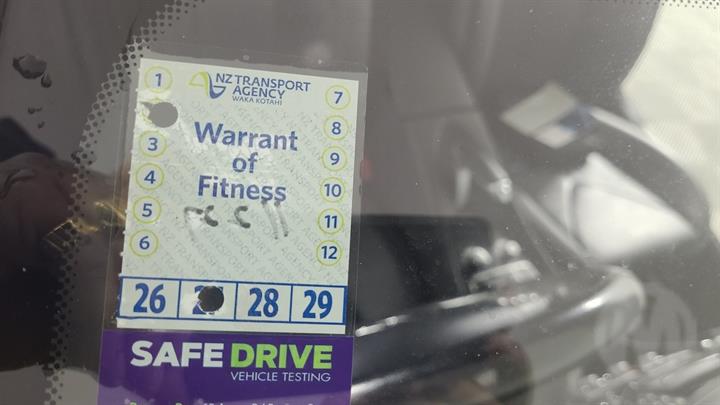 1
NZ TRANSPORT
AGENCY
WAKA KOTAHI
7
8
Warrant
of
Fitness
3
9
4
10
5
11
6
12
26 28 29
SAFE DRIVE
VEHICLE TESTING